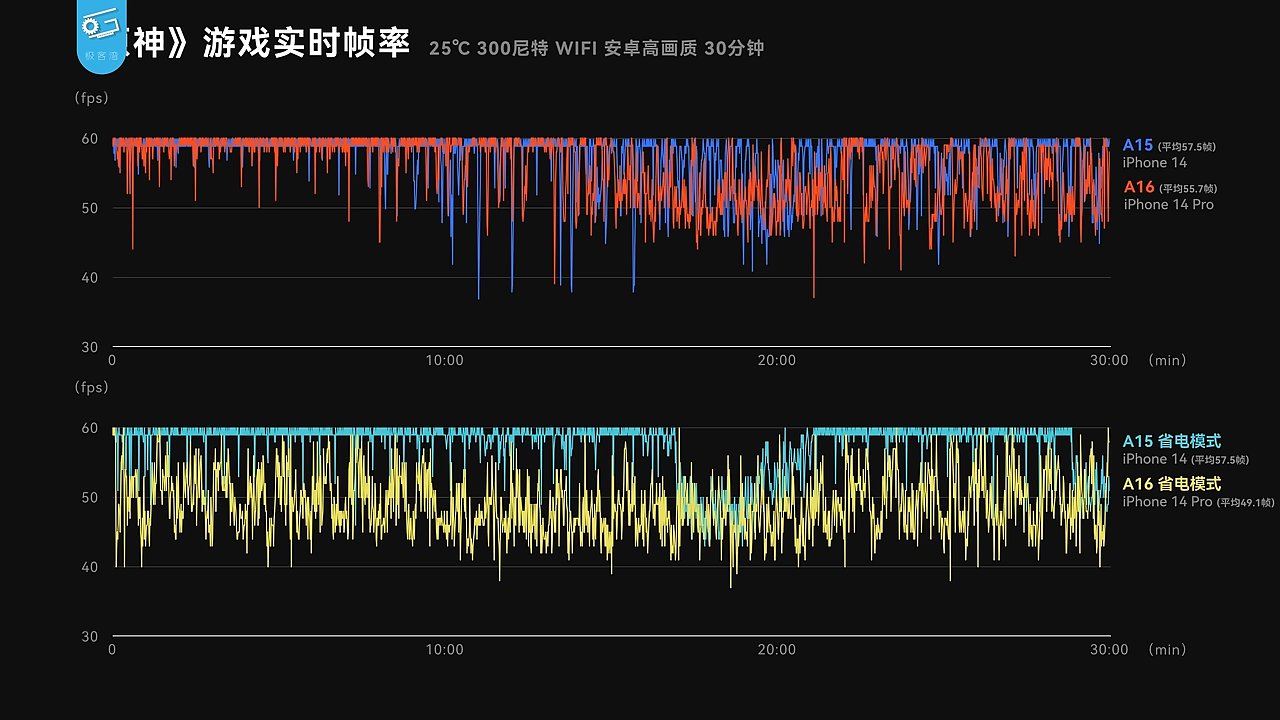 极客湾
神》游戏实时帧率 25℃ 300尼特 WIFI 安卓高画质 30分钟
(fps)
60
50
40
30
0 10:00 20:00 30:00 (min)
A15 (平均57.5帧)
iPhone 14
A16 (平均55.7帧)
iPhone 14 Pro
(fps)
60
50
40
30
0 10:00 20:00 30:00 (min)
A15 省电模式
iPhone 14 (平均57.5帧)
A16 省电模式
iPhone 14 Pro (平均49.1帧)